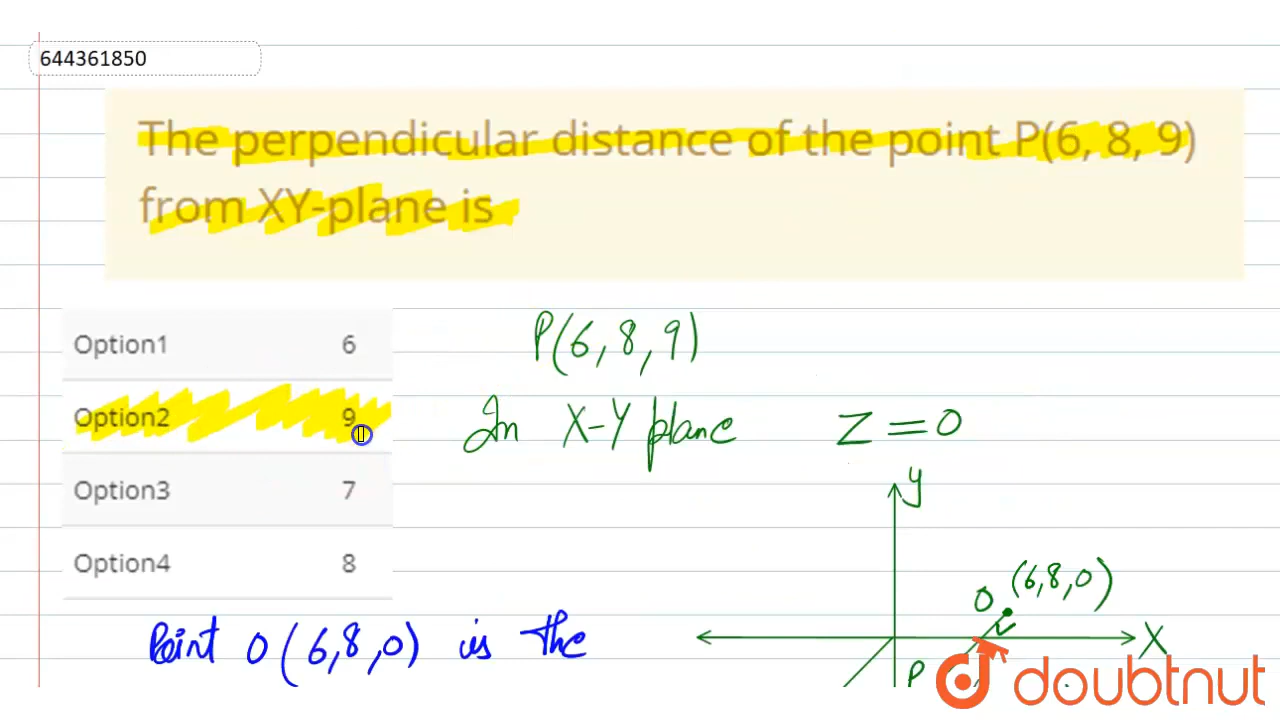 644361850
The perpendicular distance of the point P(6, 8, 9)
from XY-plane is
Option1 6
Option2 9
Option3 7
Option4 8
P(6, 8, 9)
In X-Y plane Z = 0
Y
O (6,8,0)
X
P
Point O (6,8,0) is the
doubtnut